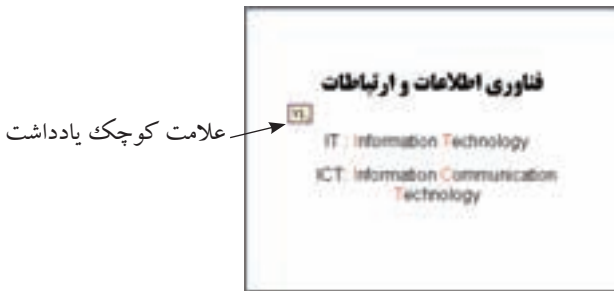 فناوری اطلاعات و ارتباطات
علامت کوچک یادداشت
IT : Information Technology
ICT: Information Communication
Technology